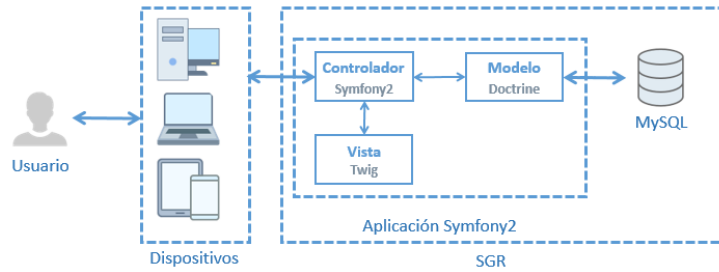 Usuario
Dispositivos
Controlador
Symfony2
Modelo
Doctrine
Vista
Twig
MySQL
Aplicación Symfony2
SGR